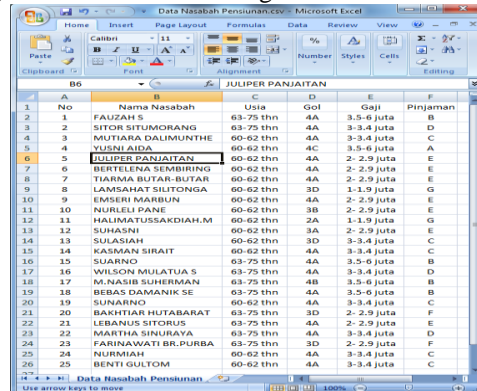 Data Nasabah Pensiunan.csv - Microsoft Excel
Home Insert Page Layout Formulas Data Review View
Paste
Calibri 11
B I U A A
Number Styles Cells
Clipboard Font Alignment Editing
B6 fx JULIPER PANJAITAN
A B C D E F
1 No Nama Nasabah Usia Gol Gaji Pinjaman
2 1 FAUZAH S 63-75 thn 4A 3.5-6 juta B
3 2 SITOR SITUMORANG 63-75 thn 4A 3-3.4 juta D
4 3 MUTIARA DALIMUNTHE 60-62 thn 4A 3-3.4 juta C
5 4 YUSNI AIDA 60-62 thn 4C 3.5-6 juta A
6 5 JULIPER PANJAITAN 60-62 thn 4A 2- 2.9 juta E
7 6 BERTELENA SEMBIRING 60-62 thn 4A 2- 2.9 juta E
8 7 TIARMA BUTAR-BUTAR 60-62 thn 4A 2- 2.9 juta E
9 8 LAMSAHAT SILITONGA 60-62 thn 3D 1-1.9 juta G
10 9 EMSERI MARBUN 60-62 thn 4A 2- 2.9 juta E
11 10 NURLELI PANE 60-62 thn 3B 2- 2.9 juta E
12 11 HALIMATUSSAKDIAH.M 60-62 thn 2A 1-1.9 juta G
13 12 SUHASNI 60-62 thn 3A 2- 2.9 juta E
14 13 SULASIAH 60-62 thn 3D 3-3.4 juta C
15 14 KASMAN SIRAIT 60-62 thn 4A 3-3.4 juta C
16 15 SUARNO 63-75 thn 4A 3.5-6 juta B
17 16 WILSON MULATUA S 63-75 thn 4A 3-3.4 juta D
18 17 M.NASIB SUHERMAN 63-75 thn 4B 3.5-6 juta B
19 18 BEBAS DAMANIK SE 63-75 thn 4A 3.5-6 juta B
20 19 SUNARNO 60-62 thn 4A 3-3.4 juta C
21 20 BAKHTIAR HUTABARAT 63-75 thn 3D 2- 2.9 juta F
22 21 LEBANUS SITORUS 63-75 thn 4A 2- 2.9 juta F
23 22 MARTHA SINURAYA 63-75 thn 4A 3-3.4 juta D
24 23 FARINAWATI BR.PURBA 63-75 thn 3D 2- 2.9 juta F
25 24 NURMIAH 60-62 thn 4A 3-3.4 juta C
26 25 BENTI GULTOM 60-62 thn 4A 3-3.4 juta C
Data Nasabah Pensiunan
Use arrow keys to move 100%